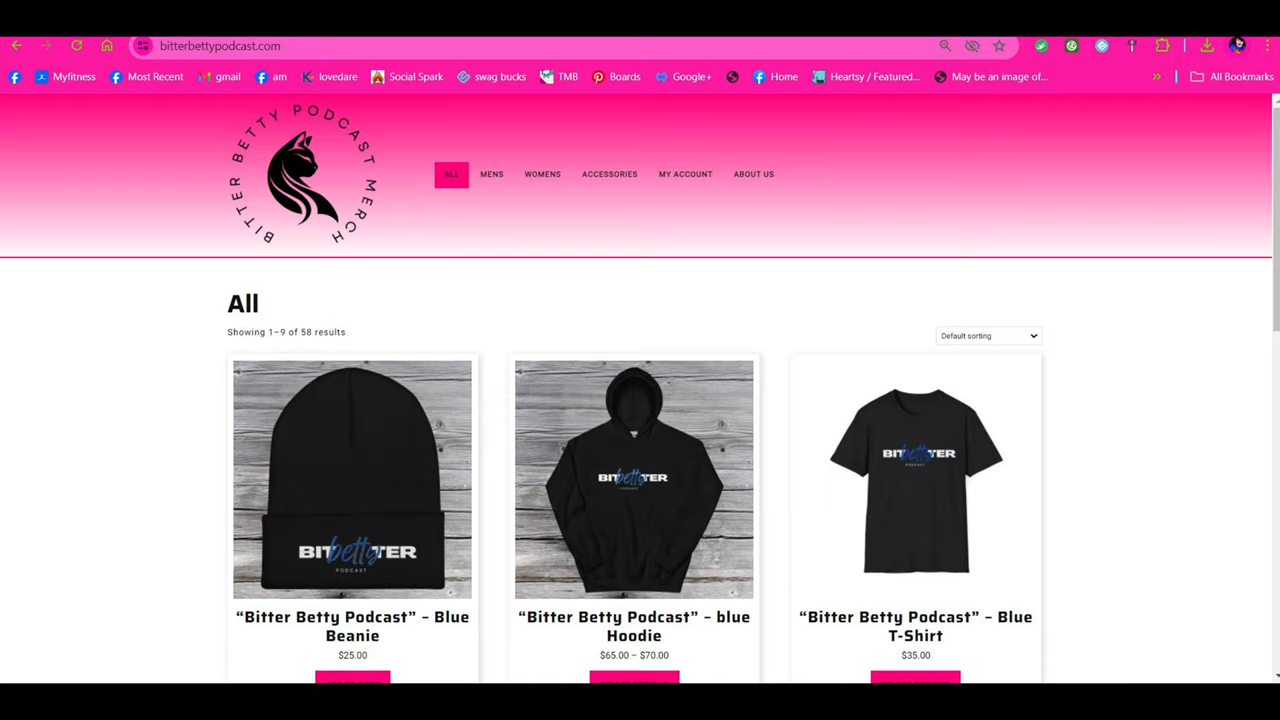 bitterbettypodcast.com
Myfitness
Most Recent
gmail
am
lovedare
Social Spark
swag bucks
TMB
Boards
Google+
Home
Heartsy / Featured...
May be an image of...
All Bookmarks
BITTER BETTY PODCAST MERCH
ALL
MENS
WOMENS
ACCESSORIES
MY ACCOUNT
ABOUT US
All
Showing 1–9 of 58 results
Default sorting
BITbettyTER
PODCAST
BITbettyTER
PODCAST
BITbettyTER
PODCAST
“Bitter Betty Podcast” – Blue
Beanie
$25.00
“Bitter Betty Podcast” – blue
Hoodie
$65.00 – $70.00
“Bitter Betty Podcast” – Blue
T-Shirt
$35.00